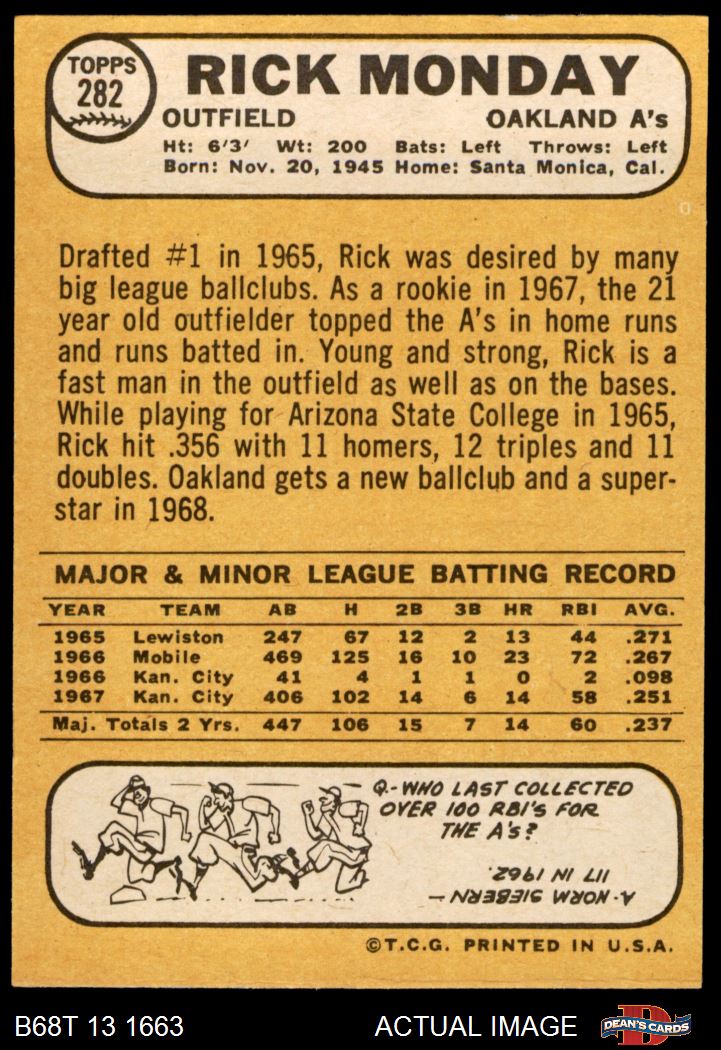 TOPPS
282
RICK MONDAY
OUTFIELD OAKLAND A's
Ht: 6'3' Wt: 200 Bats: Left Throws: Left
Born: Nov. 20, 1945 Home: Santa Monica, Cal.
Drafted #1 in 1965, Rick was desired by many
big league ballclubs. As a rookie in 1967, the 21
year old outfielder topped the A's in home runs
and runs batted in. Young and strong, Rick is a
fast man in the outfield as well as on the bases.
While playing for Arizona State College in 1965,
Rick hit .356 with 11 homers, 12 triples and 11
doubles. Oakland gets a new ballclub and a super-
star in 1968.
MAJOR & MINOR LEAGUE BATTING RECORD
YEAR TEAM AB H 2B 3B HR RBI AVG.
1965 Lewiston 247 67 12 2 13 44 .271
1966 Mobile 469 125 16 10 23 72 .267
1966 Kan. City 41 4 1 1 0 2 .098
1967 Kan. City 406 102 14 6 14 58 .251
Maj. Totals 2 Yrs. 447 106 15 7 14 60 .237
Q.-WHO LAST COLLECTED
OVER 100 RBI'S FOR
THE A's?
A. NORM SIEBERN —
117 IN 1962.
©T.C.G. PRINTED IN U.S.A.
B68T 13 1663 ACTUAL IMAGE
DEAN'S CARDS